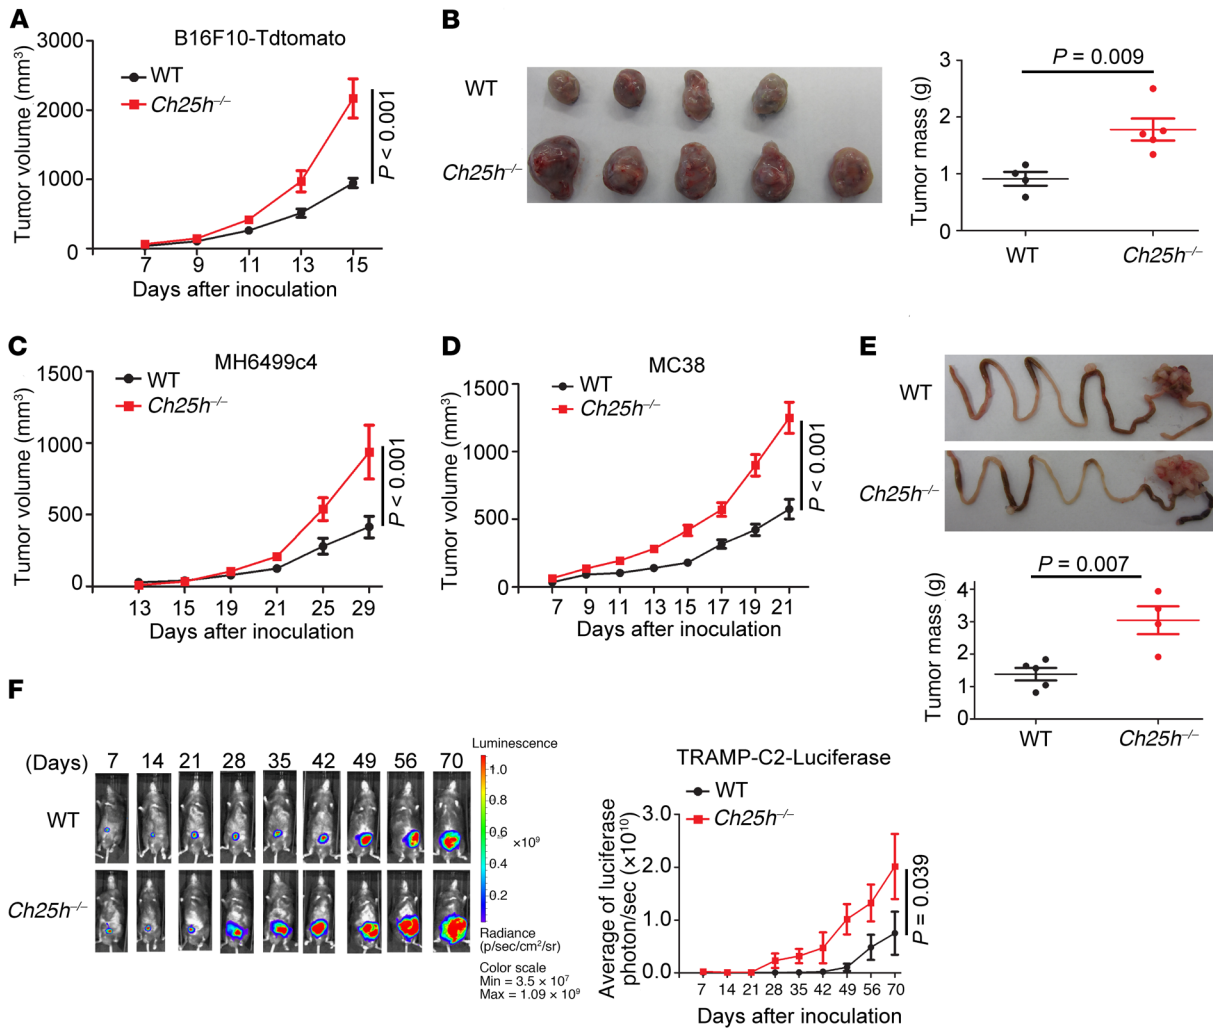 A
B16F10-Tdtomato
Tumor volume (mm³)
3000
2000
1000
0
WT
Ch25h⁻/⁻
P < 0.001
7 9 11 13 15
Days after inoculation
B
WT
Ch25h⁻/⁻
Tumor mass (g)
3
2
1
0
P = 0.009
WT Ch25h⁻/⁻
C
MH6499c4
Tumor volume (mm³)
1500
1000
500
0
WT
Ch25h⁻/⁻
P < 0.001
13 15 19 21 25 29
Days after inoculation
D
MC38
Tumor volume (mm³)
1500
1000
500
0
WT
Ch25h⁻/⁻
P < 0.001
7 9 11 13 15 17 19 21
Days after inoculation
E
WT
Ch25h⁻/⁻
P = 0.007
Tumor mass (g)
4
3
2
1
0
WT Ch25h⁻/⁻
F
(Days) 7 14 21 28 35 42 49 56 70
WT
Ch25h⁻/⁻
Luminescence
1.0
0.8
0.6
×10⁹
0.4
0.2
Radiance
(p/sec/cm²/sr)
Color scale
Min = 3.5 × 10⁷
Max = 1.09 × 10⁹
TRAMP-C2-Luciferase
WT
Ch25h⁻/⁻
Average of luciferase
photon/sec (×10¹⁰)
3.0
2.0
1.0
0.0
P = 0.039
7 14 21 28 35 42 49 56 70
Days after inoculation